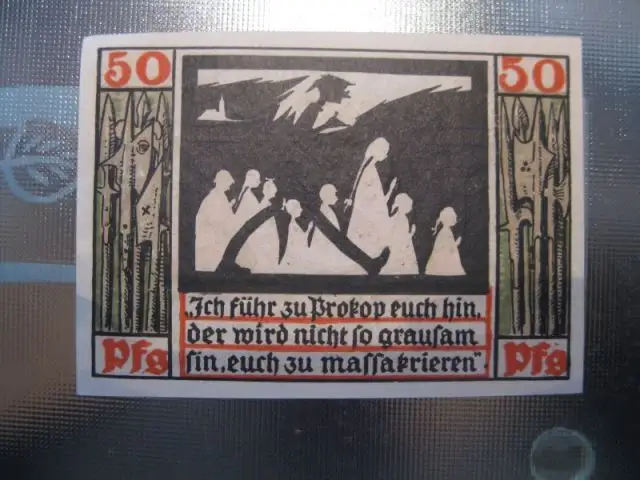 50
50
„Ich führ zu Prokop euch hin,
der wird nicht so grausam
sin, euch zu massakrieren“
Pfg
Pfg